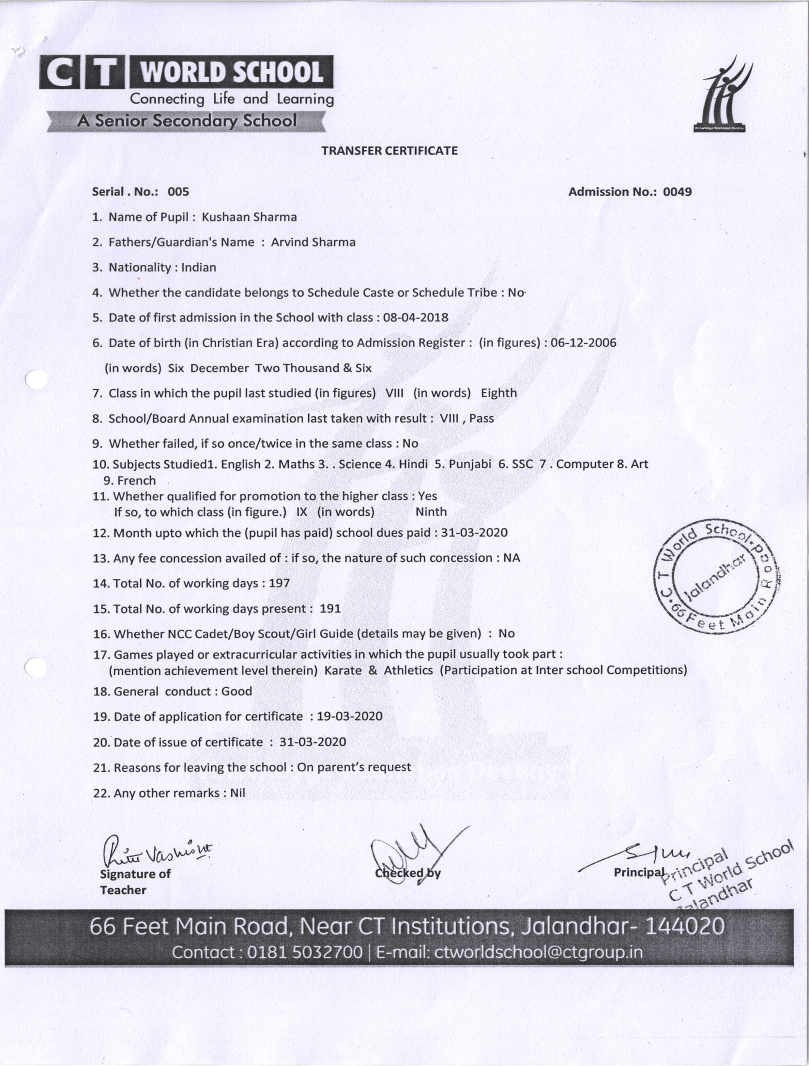 CT WORLD SCHOOL
Connecting Life and Learning
A Senior Secondary School
TRANSFER CERTIFICATE
Serial . No.: 005 Admission No.: 0049
1. Name of Pupil : Kushaan Sharma
2. Fathers/Guardian's Name : Arvind Sharma
3. Nationality : Indian
4. Whether the candidate belongs to Schedule Caste or Schedule Tribe : No
5. Date of first admission in the School with class : 08-04-2018
6. Date of birth (in Christian Era) according to Admission Register : (in figures) : 06-12-2006
(in words) Six December Two Thousand & Six
7. Class in which the pupil last studied (in figures) VIII (in words) Eighth
8. School/Board Annual examination last taken with result : VIII , Pass
9. Whether failed, if so once/twice in the same class : No
10. Subjects Studied1. English 2. Maths 3. . Science 4. Hindi 5. Punjabi 6. SSC 7 . Computer 8. Art
9. French
11. Whether qualified for promotion to the higher class : Yes
If so, to which class (in figure.) IX (in words) Ninth
12. Month upto which the (pupil has paid) school dues paid : 31-03-2020
13. Any fee concession availed of : if so, the nature of such concession : NA
14. Total No. of working days : 197
15. Total No. of working days present : 191
C T World School
66 Feet Main Road
Jalandhar
16. Whether NCC Cadet/Boy Scout/Girl Guide (details may be given) : No
17. Games played or extracurricular activities in which the pupil usually took part :
(mention achievement level therein) Karate & Athletics (Participation at Inter school Competitions)
18. General conduct : Good
19. Date of application for certificate : 19-03-2020
20. Date of issue of certificate : 31-03-2020
21. Reasons for leaving the school : On parent's request
22. Any other remarks : Nil
Vashisht
Signature of
Teacher
Checked by
Principal
Principal
C T World School
Jalandhar
66 Feet Main Road, Near CT Institutions, Jalandhar- 144020
Contact : 0181 5032700 | E-mail: ctworldschool@ctgroup.in